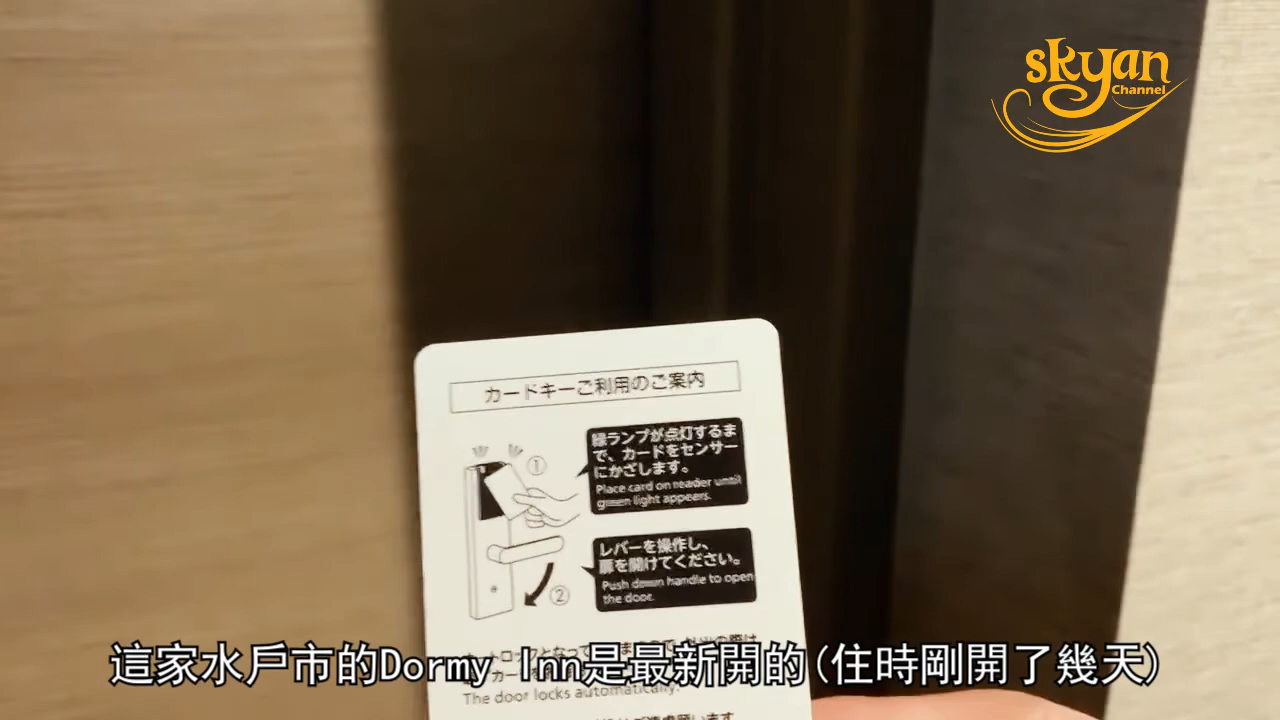 skyan
Channel
カードキーご利用のご案内
①
緑ランプが点灯するま
で、カードをセンサー
にかざします。
Place card on reader until
green light appears.
レバーを操作し、
扉を開けてください。
Push down handle to open
the door.
②
The door locks automatically.
這家水戶市的Dormy Inn是最新開的(住時剛開了幾天)